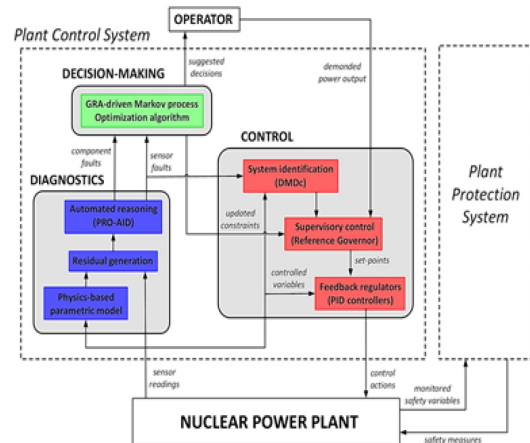 OPERATOR
Plant Control System
suggested
decisions
demanded
power output
DECISION-MAKING
GRA-driven Markov process
Optimization algorithm
CONTROL
component
faults
sensor
faults
System identification
(DMDc)
DIAGNOSTICS
Automated reasoning
(PRO-AID)
updated
constraints
Supervisory control
(Reference Governor)
Residual generation
set-points
controlled
variables
Feedback regulators
(PID controllers)
Physics-based
parametric model
Plant
Protection
System
sensor
readings
control
actions
monitored
safety variables
NUCLEAR POWER PLANT
safety measures